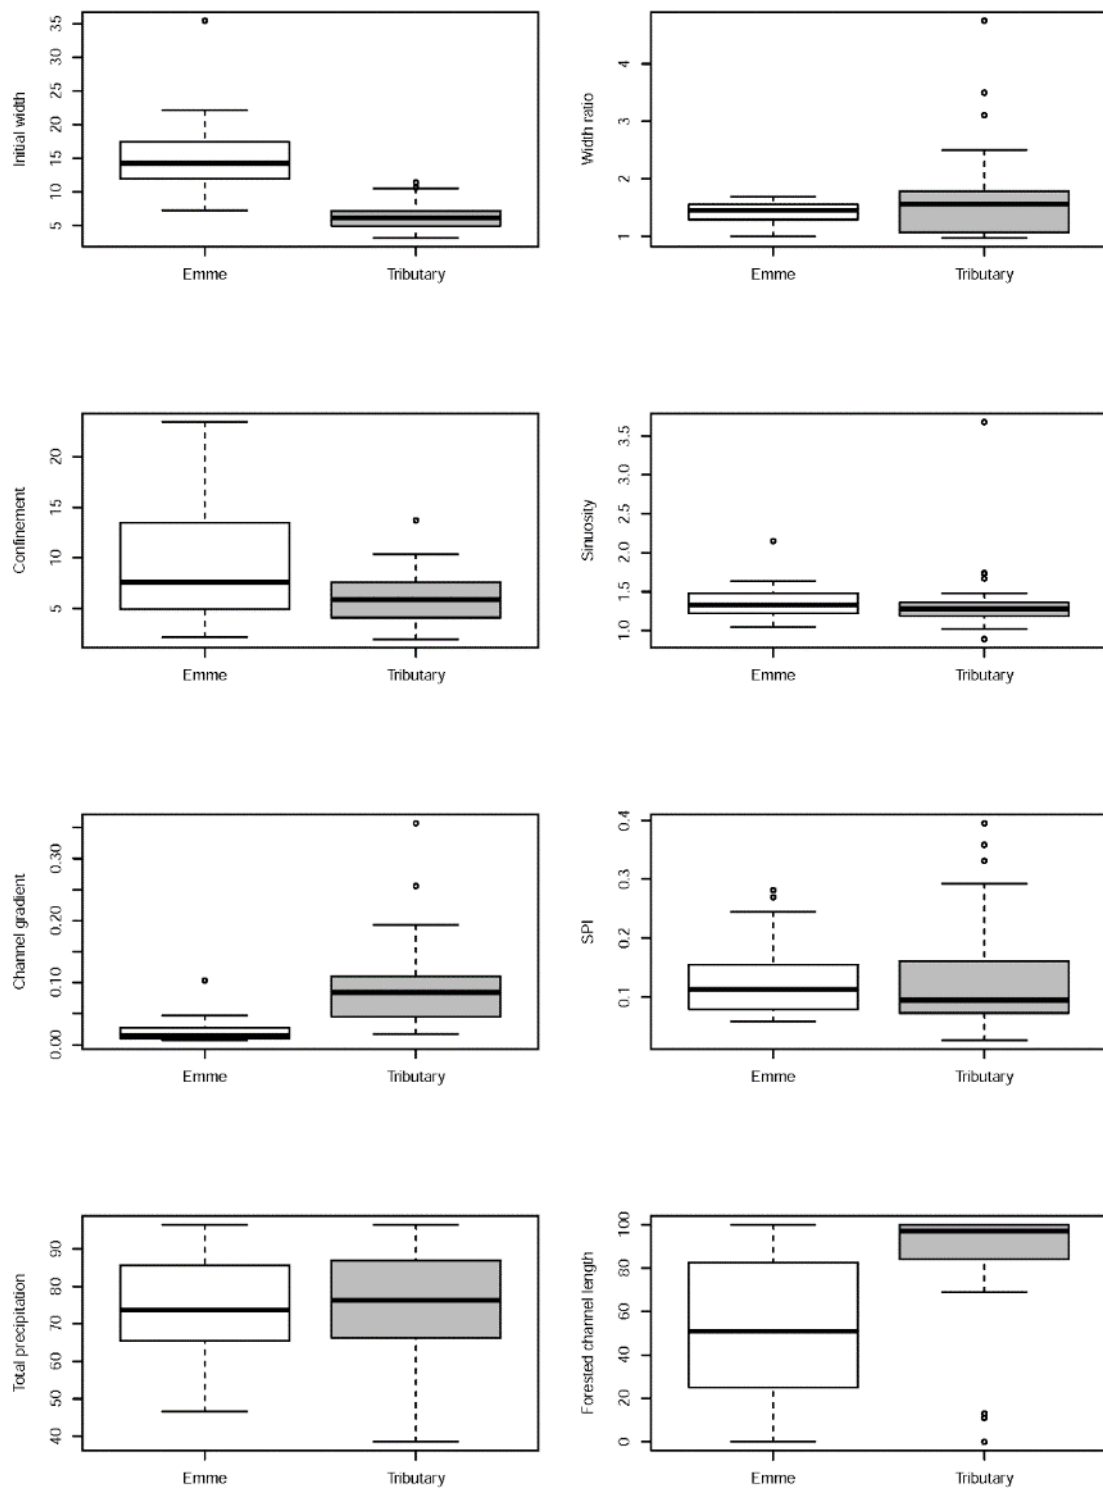 Initial width
5 10 15 20 25 30 35
Emme Tributary
Width ratio
1 2 3 4
Emme Tributary
Confinement
5 10 15 20
Emme Tributary
Sinuosity
1.0 1.5 2.0 2.5 3.0 3.5
Emme Tributary
Channel gradient
0.00 0.10 0.20 0.30
Emme Tributary
SPI
0.1 0.2 0.3 0.4
Emme Tributary
Total precipitation
40 50 60 70 80 90
Emme Tributary
Forested channel length
0 20 40 60 80 100
Emme Tributary